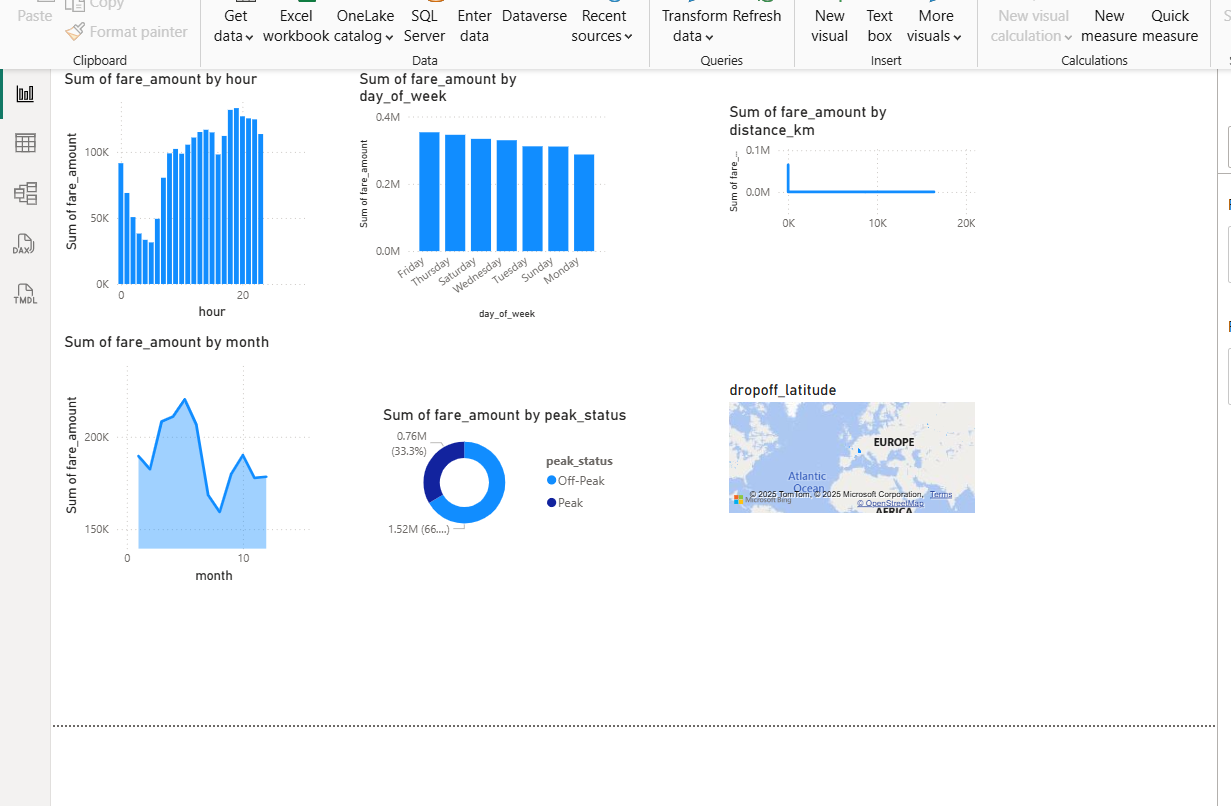 Paste
Copy
Format painter
Clipboard
Get
data
Excel
workbook
OneLake
catalog
SQL
Server
Enter
data
Dataverse
Recent
sources
Data
Transform
data
Refresh
Queries
New
visual
Text
box
More
visuals
Insert
New visual
calculation
New
measure
Quick
measure
Calculations
DAX
TMDL
Sum of fare_amount by hour
Sum of fare_amount
100K
50K
0K
0
20
hour
Sum of fare_amount by
day_of_week
Sum of fare_amount
0.4M
0.2M
0.0M
Friday
Thursday
Saturday
Wednesday
Tuesday
Sunday
Monday
day_of_week
Sum of fare_amount by
distance_km
Sum of fare_...
0.1M
0.0M
0K
10K
20K
Sum of fare_amount by month
Sum of fare_amount
200K
150K
0
10
month
Sum of fare_amount by peak_status
0.76M
(33.3%)
1.52M (66....)
peak_status
Off-Peak
Peak
dropoff_latitude
EUROPE
Atlantic
Ocean
AFRICA
Microsoft Bing
© 2025 TomTom, © 2025 Microsoft Corporation, Terms
© OpenStreetMap